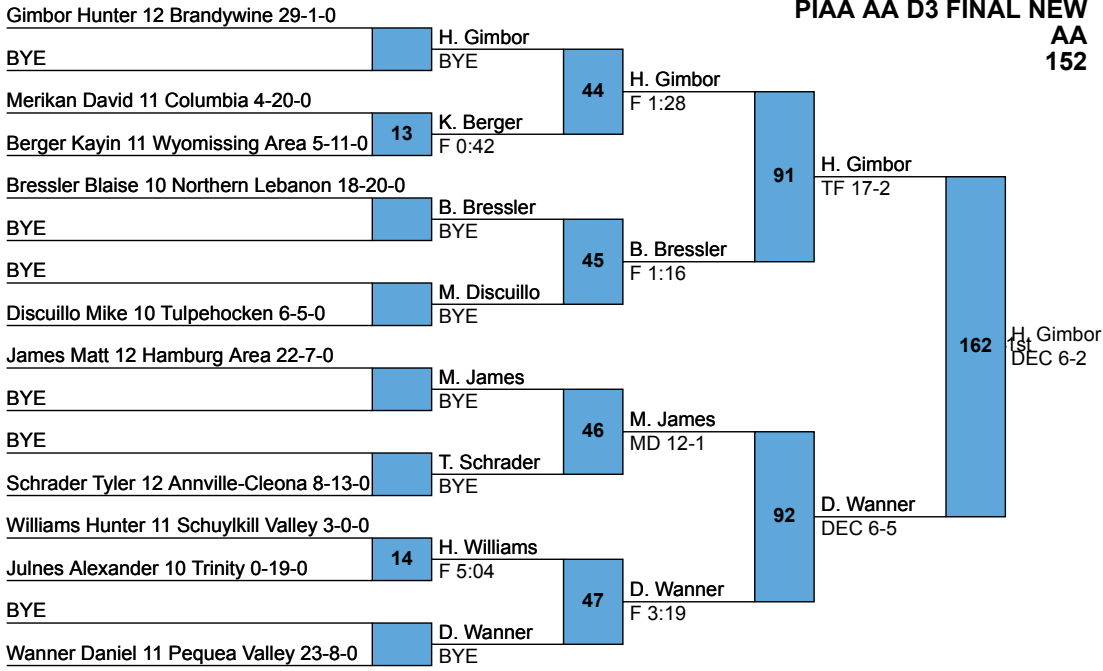 PIAA AA D3 FINAL NEW
AA
152
Gimbor Hunter 12 Brandywine 29-1-0
BYE
H. Gimbor
BYE
Merikan David 11 Columbia 4-20-0
Berger Kayin 11 Wyomissing Area 5-11-0
13
K. Berger
F 0:42
44
H. Gimbor
F 1:28
Bressler Blaise 10 Northern Lebanon 18-20-0
BYE
B. Bressler
BYE
BYE
Discuillo Mike 10 Tulpehocken 6-5-0
M. Discuillo
BYE
45
B. Bressler
F 1:16
91
H. Gimbor
TF 17-2
James Matt 12 Hamburg Area 22-7-0
BYE
M. James
BYE
BYE
Schrader Tyler 12 Annville-Cleona 8-13-0
T. Schrader
BYE
46
M. James
MD 12-1
Williams Hunter 11 Schuylkill Valley 3-0-0
Julnes Alexander 10 Trinity 0-19-0
14
H. Williams
F 5:04
BYE
Wanner Daniel 11 Pequea Valley 23-8-0
D. Wanner
BYE
47
D. Wanner
F 3:19
92
D. Wanner
DEC 6-5
162
1st
H. Gimbor
DEC 6-2